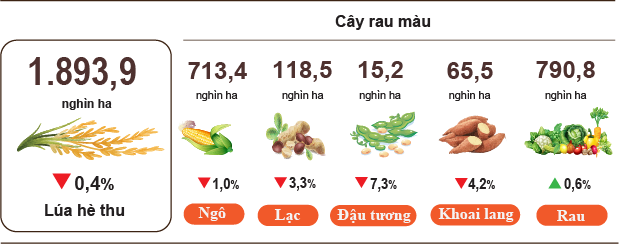 Cây rau màu
1.893,9
nghìn ha
0,4%
Lúa hè thu
713,4
nghìn ha
1,0%
Ngô
118,5
nghìn ha
3,3%
Lạc
15,2
nghìn ha
7,3%
Đậu tương
65,5
nghìn ha
4,2%
Khoai lang
790,8
nghìn ha
0,6%
Rau